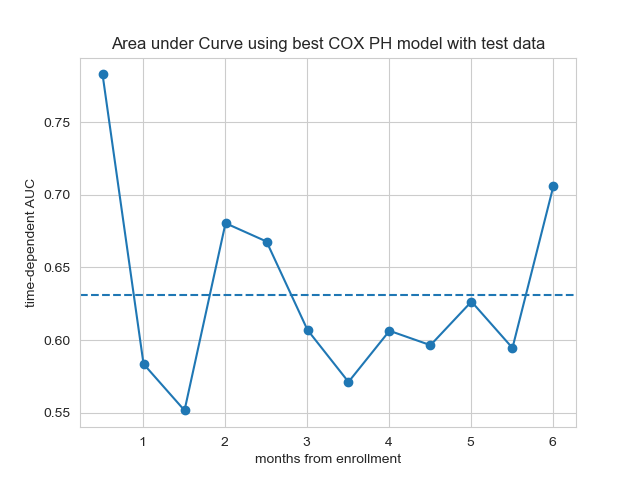 Area under Curve using best COX PH model with test data
time-dependent AUC
0.75
0.70
0.65
0.60
0.55
1 2 3 4 5 6
months from enrollment